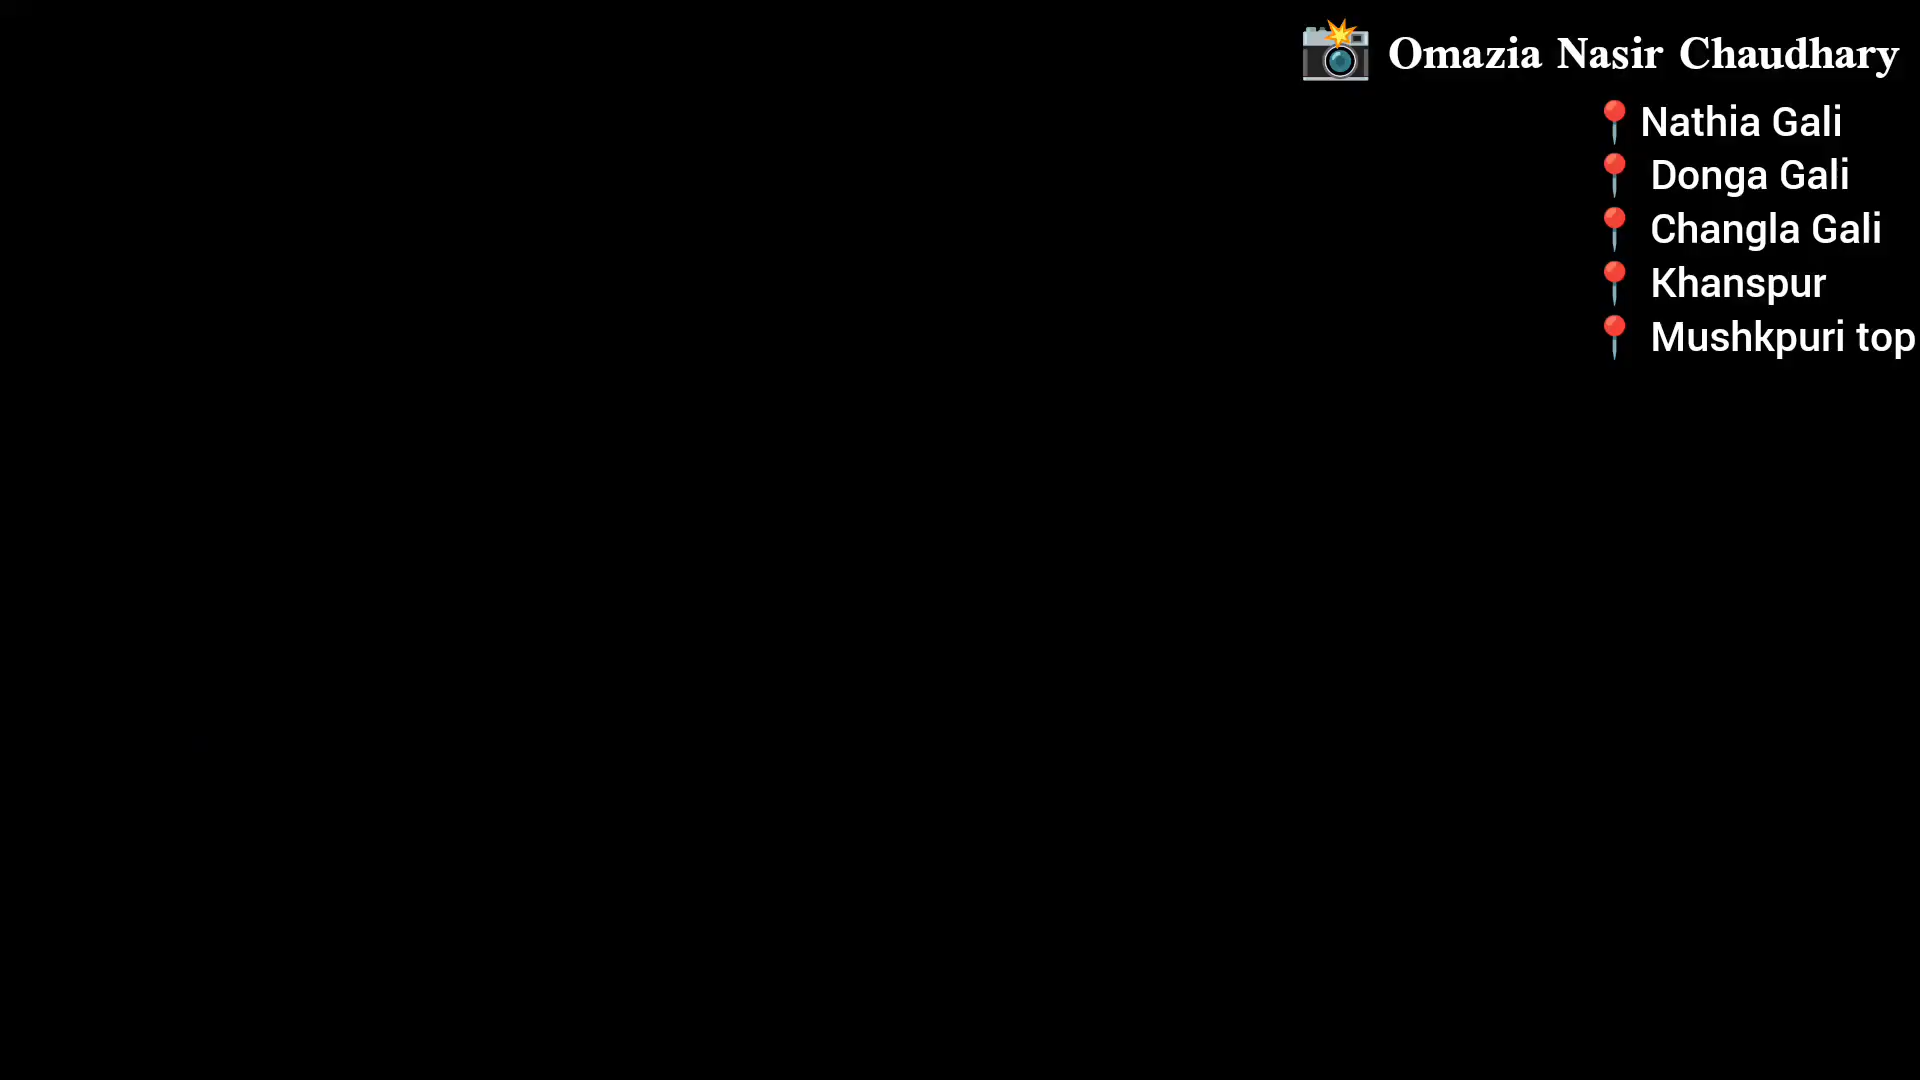 📸 Omazia Nasir Chaudhary
📍Nathia Gali
📍 Donga Gali
📍 Changla Gali
📍 Khanspur
📍 Mushkpuri top